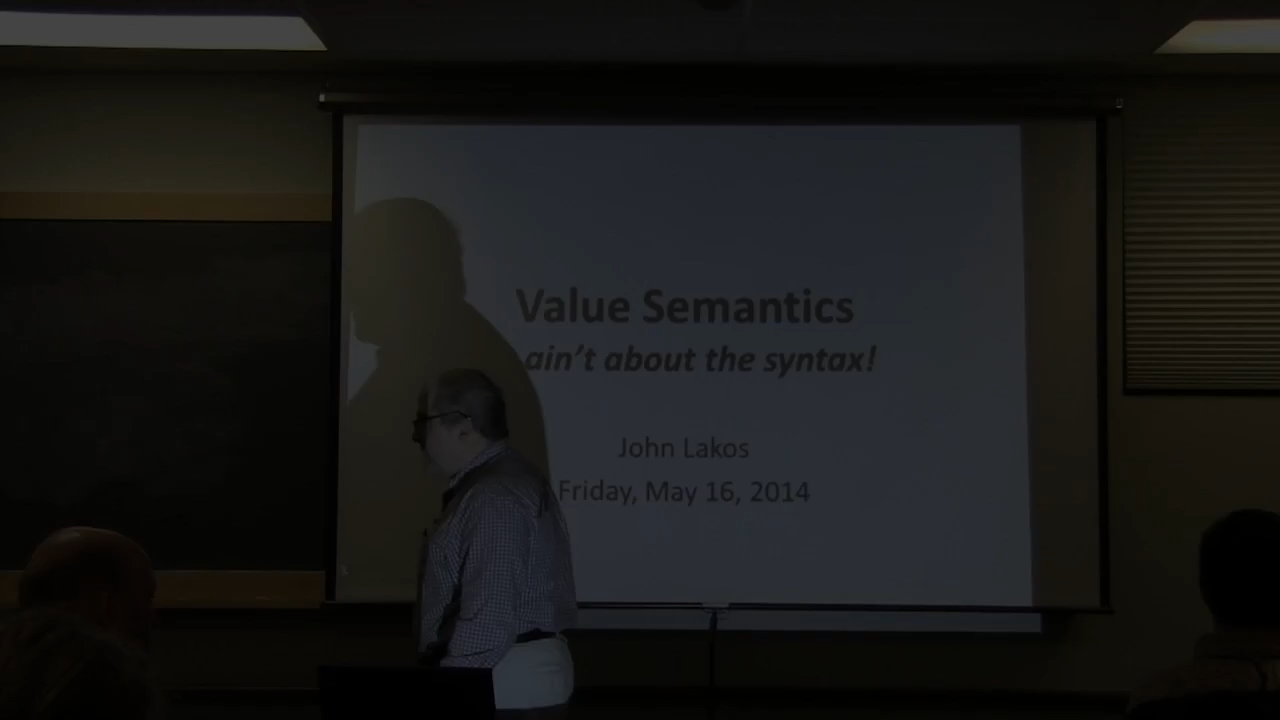 Value Semantics
ain't about the syntax!
John Lakos
Friday, May 16, 2014